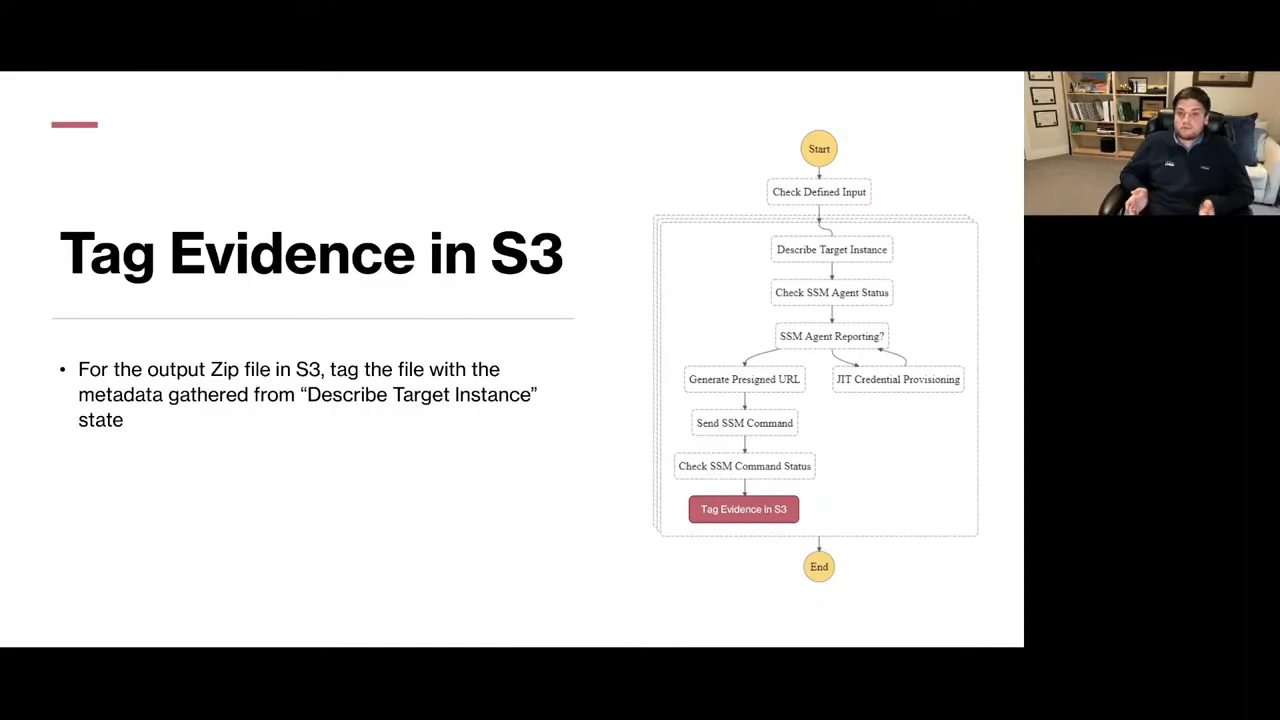 Tag Evidence in S3
• For the output Zip file in S3, tag the file with the
metadata gathered from “Describe Target Instance”
state
Start
Check Defined Input
Describe Target Instance
Check SSM Agent Status
SSM Agent Reporting?
Generate Presigned URL
JIT Credential Provisioning
Send SSM Command
Check SSM Command Status
Tag Evidence in S3
End